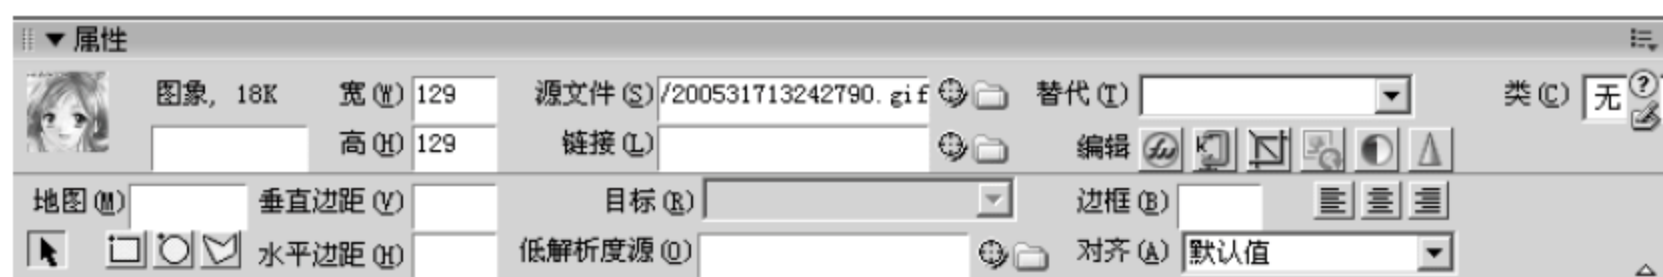 属性
图象, 18K 宽(W) 129 源文件(S) /200531713242790.gif 替代(T) 类(C) 无
高(H) 129 链接(L) 编辑
地图(M) 垂直边距(V) 目标(R) 边框(B)
水平边距(H) 低解析度源(O) 对齐(A) 默认值